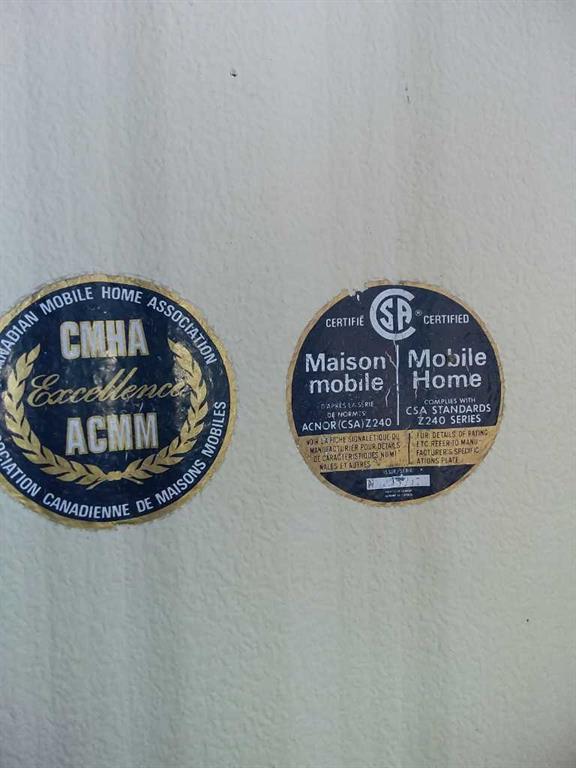 CANADIAN MOBILE HOME ASSOCIATION
CMHA
Excellence
ACMM
ASSOCIATION CANADIENNE DE MAISONS MOBILES
CSA ®
CERTIFIÉ CERTIFIED
Maison mobile
D'APRÈS LA SÉRIE
DE NORMES
ACNOR(CSA)Z240
VOIR LA FICHE SIGNALÉTIQUE DU
MANUFACTURIER POUR DÉTAILS
DE CARACTÉRISTIQUES NOMI
NALES ET AUTRES
Mobile Home
COMPLIES WITH
CSA STANDARDS
Z240 SERIES
FOR DETAILS OF RATING
ETC REFER TO MANU
FACTURER'S SPECIFIC
ATIONS PLATE
ISSUE/SÉRIE